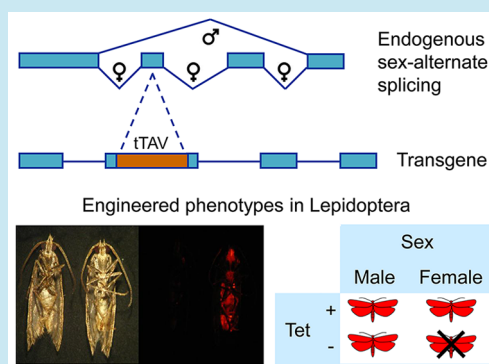 ♂
♀ ♀ ♀
Endogenous
sex-alternate
splicing
tTAV
Transgene
Engineered phenotypes in Lepidoptera
Sex
Male Female
Tet
+
-